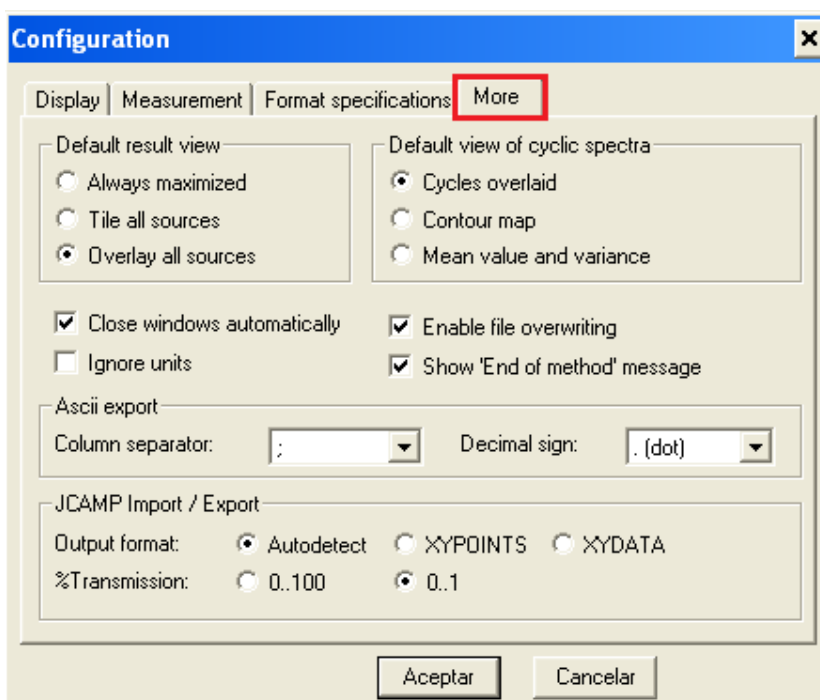 Configuration
Display Measurement Format specifications More
Default result view
Always maximized
Tile all sources
Overlay all sources
Default view of cyclic spectra
Cycles overlaid
Contour map
Mean value and variance
Close windows automatically
Ignore units
Enable file overwriting
Show 'End of method' message
Ascii export
Column separator: ; Decimal sign: . (dot)
JCAMP Import / Export
Output format: Autodetect XYPOINTS XYDATA
%Transmission: 0..100 0..1
Aceptar Cancelar